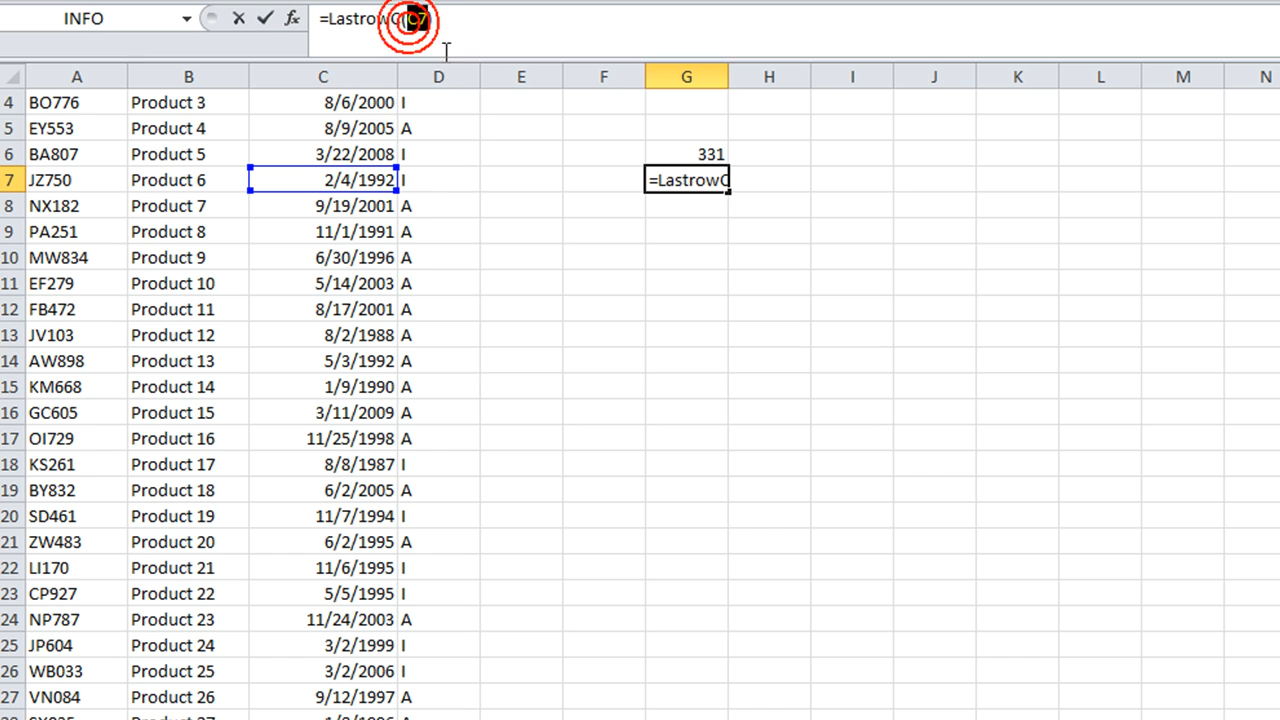 INFO fx =LastrowC(C7
A B C D E F G H I J K L M N
4 BO776 Product 3 8/6/2000 I
5 EY553 Product 4 8/9/2005 A
6 BA807 Product 5 3/22/2008 I 331
7 JZ750 Product 6 2/4/1992 I =LastrowC
8 NX182 Product 7 9/19/2001 A
9 PA251 Product 8 11/1/1991 A
10 MW834 Product 9 6/30/1996 A
11 EF279 Product 10 5/14/2003 A
12 FB472 Product 11 8/17/2001 A
13 JV103 Product 12 8/2/1988 A
14 AW898 Product 13 5/3/1992 A
15 KM668 Product 14 1/9/1990 A
16 GC605 Product 15 3/11/2009 A
17 OI729 Product 16 11/25/1998 A
18 KS261 Product 17 8/8/1987 I
19 BY832 Product 18 6/2/2005 A
20 SD461 Product 19 11/7/1994 I
21 ZW483 Product 20 6/2/1995 A
22 LI170 Product 21 11/6/1995 I
23 CP927 Product 22 5/5/1995 I
24 NP787 Product 23 11/24/2003 A
25 JP604 Product 24 3/2/1999 I
26 WB033 Product 25 3/2/2006 I
27 VN084 Product 26 9/12/1997 A